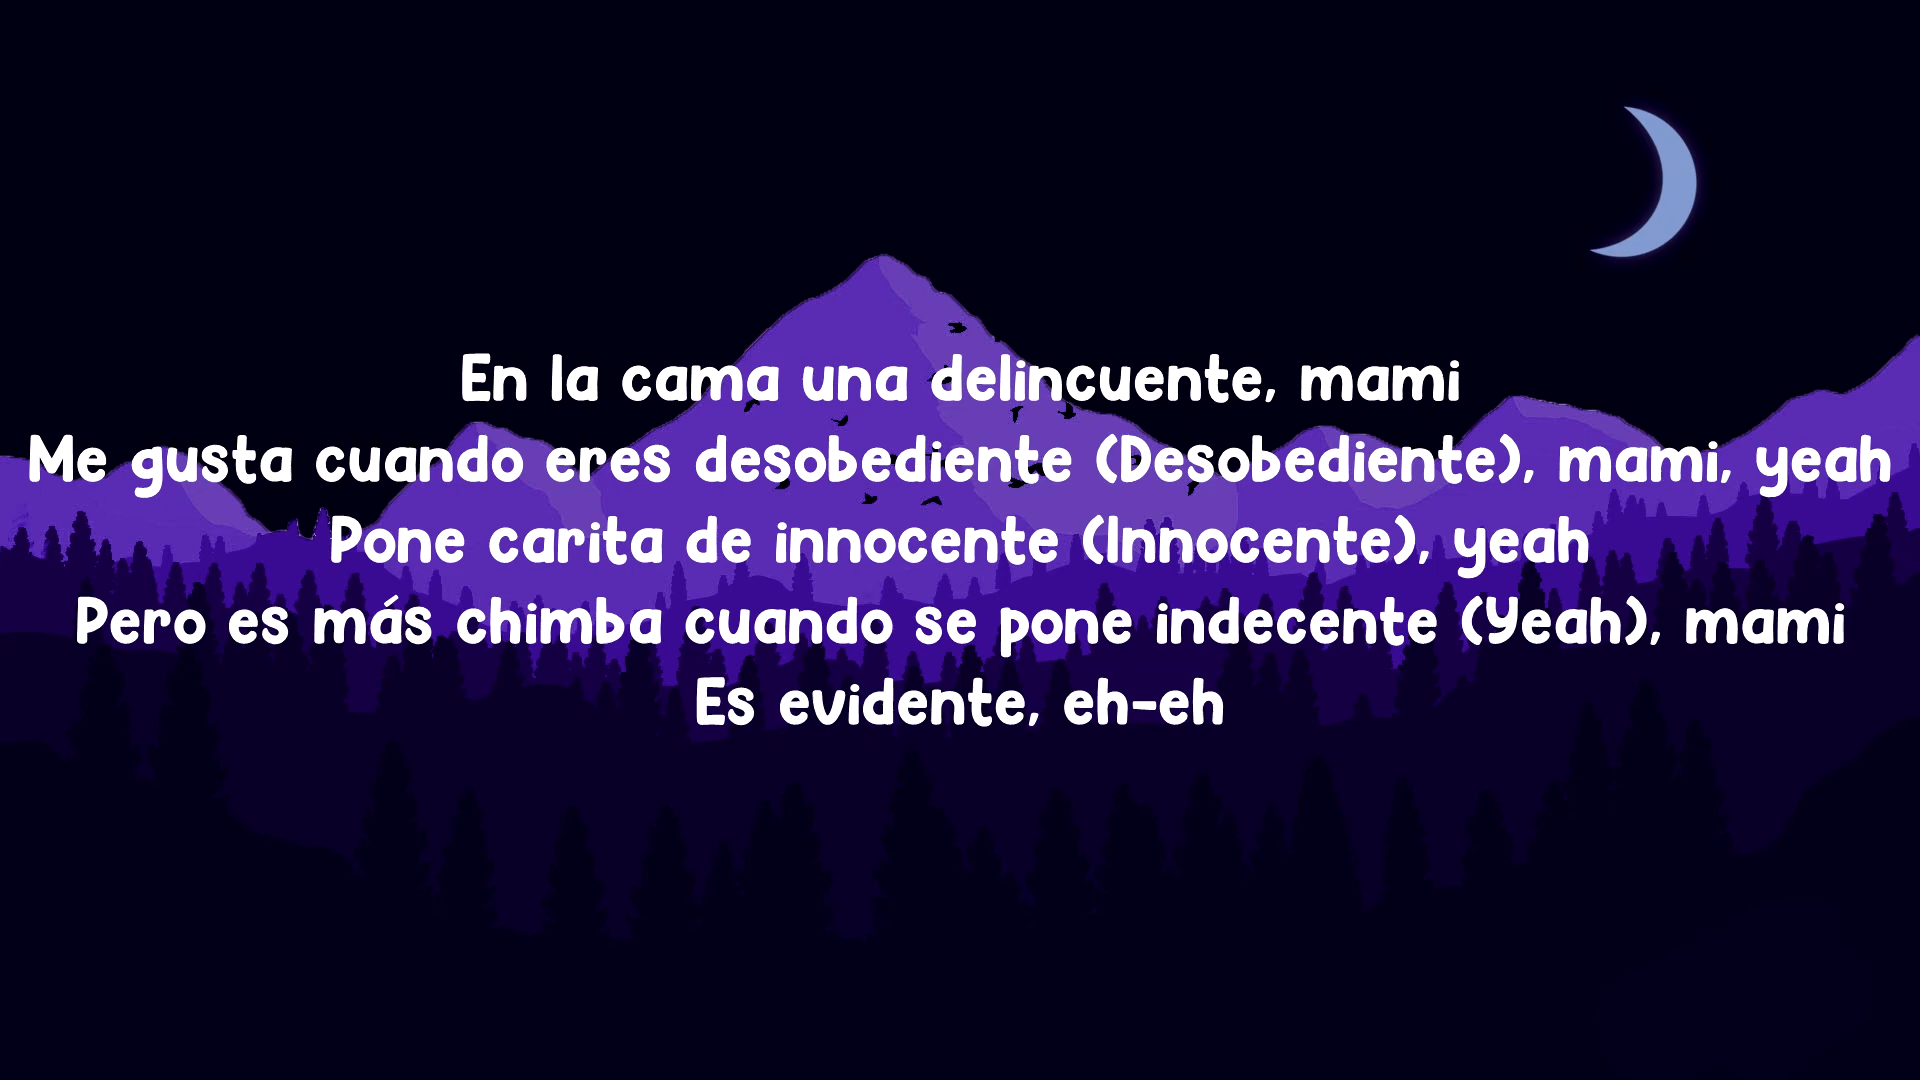 En la cama una delincuente, mami
Me gusta cuando eres desobediente (Desobediente), mami, yeah
Pone carita de innocente (Innocente), yeah
Pero es más chimba cuando se pone indecente (Yeah), mami
Es evidente, eh-eh